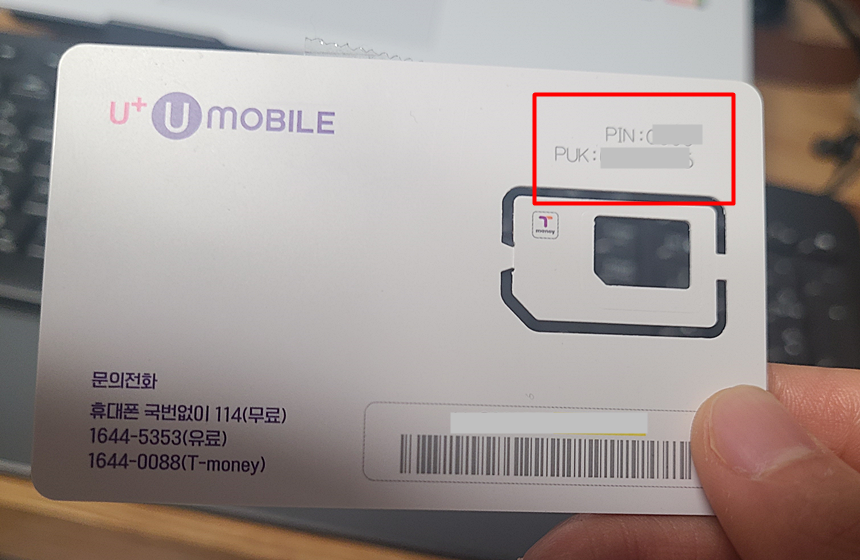 U+ U MOBILE
PIN:
PUK:
T money
문의전화
휴대폰 국번없이 114(무료)
1644-5353(유료)
1644-0088(T-money)